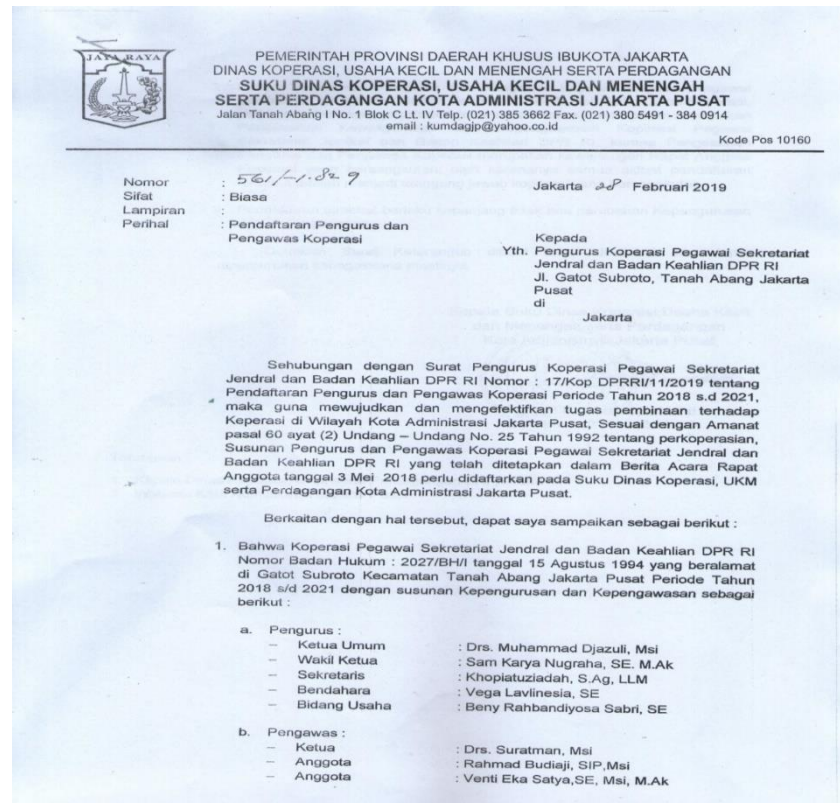 JAYA RAYA
PEMERINTAH PROVINSI DAERAH KHUSUS IBUKOTA JAKARTA
DINAS KOPERASI, USAHA KECIL DAN MENENGAH SERTA PERDAGANGAN
SUKU DINAS KOPERASI, USAHA KECIL DAN MENENGAH
SERTA PERDAGANGAN KOTA ADMINISTRASI JAKARTA PUSAT
Jalan Tanah Abang I No. 1 Blok C Lt. IV Telp. (021) 385 3662 Fax. (021) 380 5491 - 384 0914
email : kumdagjp@yahoo.co.id
Kode Pos 10160
Nomor : 561/-1.829
Sifat : Biasa
Lampiran :
Perihal : Pendaftaran Pengurus dan
Pengawas Koperasi
Jakarta 28 Februari 2019
Kepada
Yth. Pengurus Koperasi Pegawai Sekretariat
Jendral dan Badan Keahlian DPR RI
Jl. Gatot Subroto, Tanah Abang Jakarta
Pusat
di
Jakarta
Sehubungan dengan Surat Pengurus Koperasi Pegawai Sekretariat
Jendral dan Badan Keahlian DPR RI Nomor : 17/Kop DPRRI/11/2019 tentang
Pendaftaran Pengurus dan Pengawas Koperasi Periode Tahun 2018 s.d 2021,
maka guna mewujudkan dan mengefektifkan tugas pembinaan terhadap
Keperasi di Wilayah Kota Administrasi Jakarta Pusat, Sesuai dengan Amanat
pasal 60 ayat (2) Undang – Undang No. 25 Tahun 1992 tentang perkoperasian,
Susunan Pengurus dan Pengawas Koperasi Pegawai Sekretariat Jendral dan
Badan Keahlian DPR RI yang telah ditetapkan dalam Berita Acara Rapat
Anggota tanggal 3 Mei 2018 perlu didaftarkan pada Suku Dinas Koperasi, UKM
serta Perdagangan Kota Administrasi Jakarta Pusat.
Berkaitan dengan hal tersebut, dapat saya sampaikan sebagai berikut :
1. Bahwa Koperasi Pegawai Sekretariat Jendral dan Badan Keahlian DPR RI
Nomor Badan Hukum : 2027/BH/I tanggal 15 Agustus 1994 yang beralamat
di Gatot Subroto Kecamatan Tanah Abang Jakarta Pusat Periode Tahun
2018 s/d 2021 dengan susunan Kepengurusan dan Kepengawasan sebagai
berikut :
a. Pengurus :
– Ketua Umum : Drs. Muhammad Djazuli, Msi
– Wakil Ketua : Sam Karya Nugraha, SE. M.Ak
– Sekretaris : Khopiatuziadah, S.Ag, LLM
– Bendahara : Vega Lavlinesia, SE
– Bidang Usaha : Beny Rahbandiyosa Sabri, SE
b. Pengawas :
– Ketua : Drs. Suratman, Msi
– Anggota : Rahmad Budiaji, SIP,Msi
– Anggota : Venti Eka Satya,SE, Msi, M.Ak